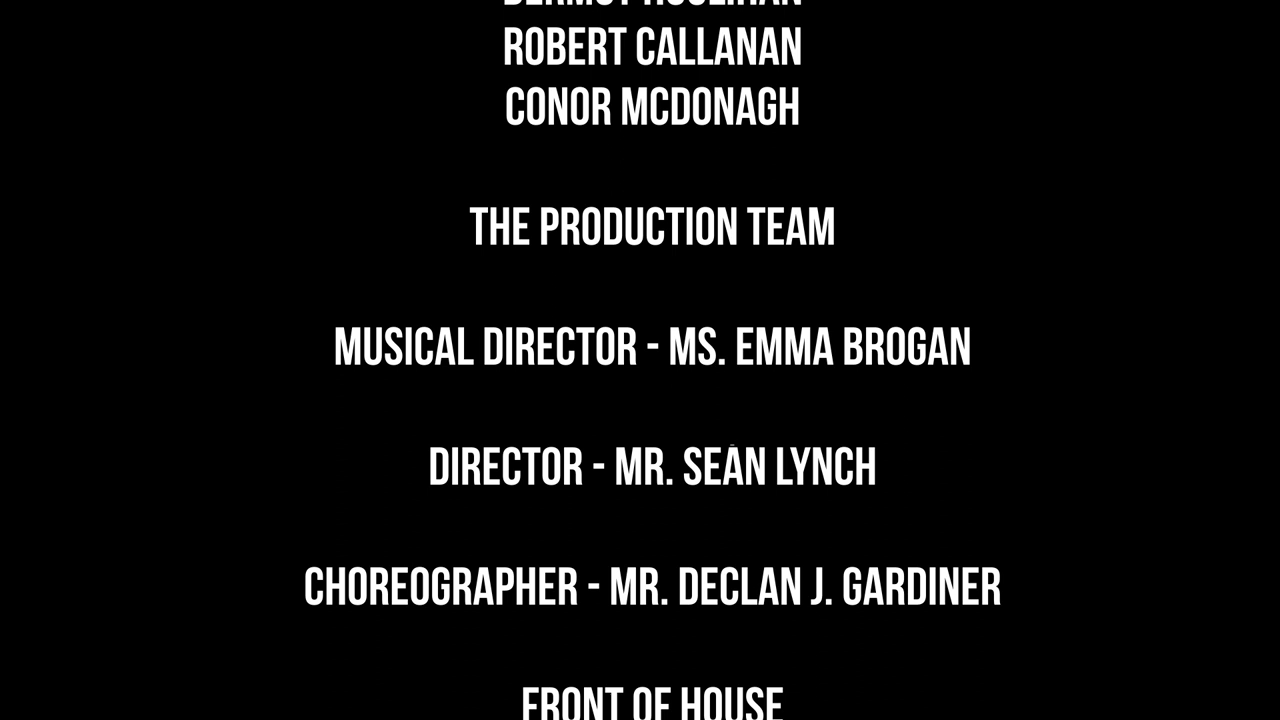 ROBERT CALLANAN
CONOR MCDONAGH
THE PRODUCTION TEAM
MUSICAL DIRECTOR - MS. EMMA BROGAN
DIRECTOR - MR. SEÁN LYNCH
CHOREOGRAPHER - MR. DECLAN J. GARDINER
FRONT OF HOUSE